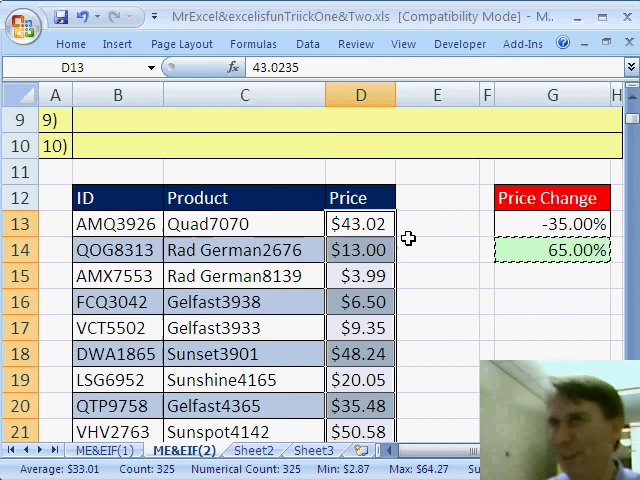 MrExcel&excelisfunTriickOne&Two.xls [Compatibility Mode] - M..
Home Insert Page Layout Formulas Data Review View Developer Add-Ins
D13 fx 43.0235
A B C D E F G H
9 9)
10 10)
11
12 ID Product Price Price Change
13 AMQ3926 Quad7070 $43.02 -35.00%
14 QOG8313 Rad German2676 $13.00 65.00%
15 AMX7553 Rad German8139 $3.99
16 FCQ3042 Gelfast3938 $6.50
17 VCT5502 Gelfast3933 $9.35
18 DWA1865 Sunset3901 $48.24
19 LSG6952 Sunshine4165 $20.05
20 QTP9758 Gelfast4365 $35.48
21 VHV2763 Sunspot4142 $50.58
ME&EIF(1) ME&EIF(2) Sheet2 Sheet3
Average: $33.01 Count: 325 Numerical Count: 325 Min: $2.87 Max: $64.27 Su